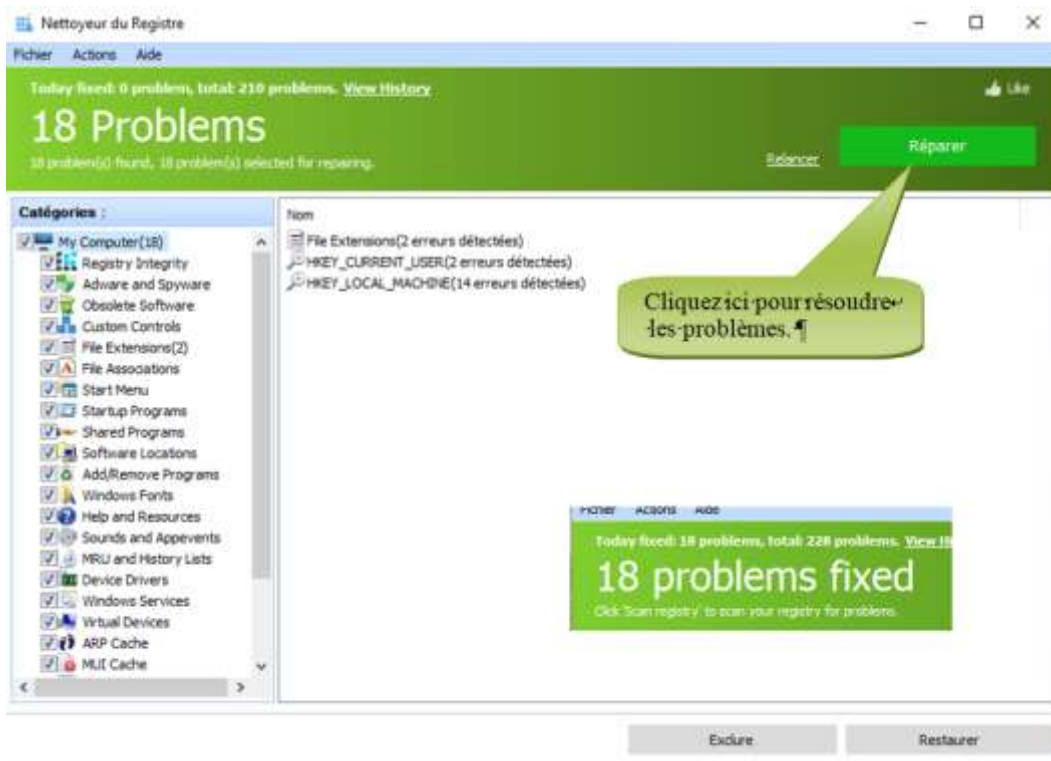 Nettoyeur du Registre
Fichier Actions Aide
Today fixed: 0 problem, total: 210 problems. View History
Like
18 Problems
18 problem(s) found, 18 problem(s) selected for repairing.
Relancer
Réparer
Catégories :
My Computer(18)
Registry Integrity
Adware and Spyware
Obsolete Software
Custom Controls
File Extensions(2)
File Associations
Start Menu
Startup Programs
Shared Programs
Software Locations
Add/Remove Programs
Windows Fonts
Help and Resources
Sounds and Appevents
MRU and History Lists
Device Drivers
Windows Services
Virtual Devices
ARP Cache
MUI Cache
Nom
File Extensions(2 erreurs détectées)
HKEY_CURRENT_USER(2 erreurs détectées)
HKEY_LOCAL_MACHINE(14 erreurs détectées)
Cliquez·ici·pour·résoudre↵
les·problèmes.¶
Fichier Actions Aide
Today fixed: 18 problems, total: 228 problems. View Hi
18 problems fixed
Click 'Scan registry' to scan your registry for problems.
Exclure
Restaurer